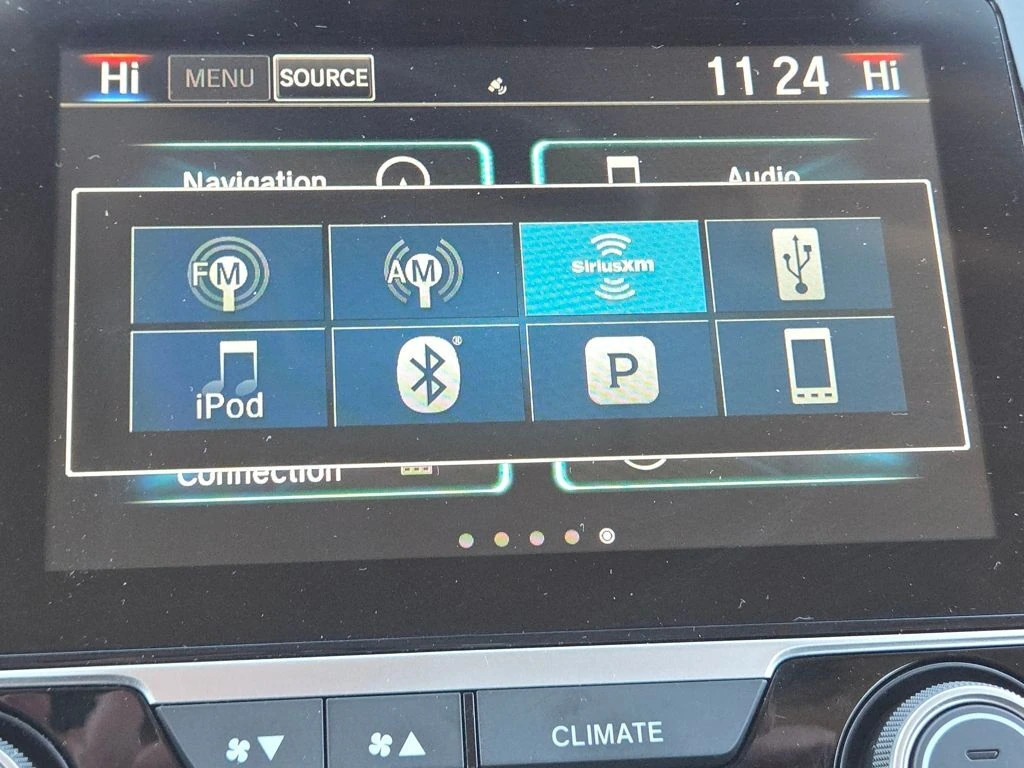 Hi MENU SOURCE 11 24 Hi
Navigation Audio
FM AM SiriusXM
iPod ® P
Connection
CLIMATE